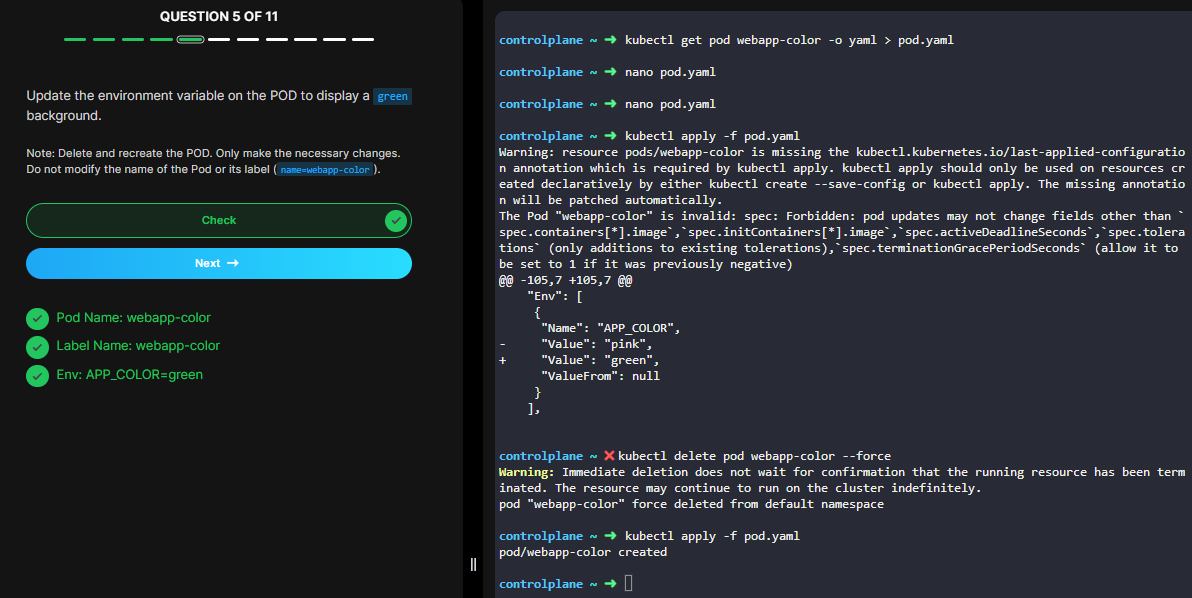 QUESTION 5 OF 11
Update the environment variable on the POD to display a green
background.
Note: Delete and recreate the POD. Only make the necessary changes.
Do not modify the name of the Pod or its label ( name=webapp-color ).
Check
Next →
Pod Name: webapp-color
Label Name: webapp-color
Env: APP_COLOR=green
controlplane ~ ➜ kubectl get pod webapp-color -o yaml > pod.yaml
controlplane ~ ➜ nano pod.yaml
controlplane ~ ➜ nano pod.yaml
controlplane ~ ➜ kubectl apply -f pod.yaml
Warning: resource pods/webapp-color is missing the kubectl.kubernetes.io/last-applied-configuratio
n annotation which is required by kubectl apply. kubectl apply should only be used on resources cr
eated declaratively by either kubectl create --save-config or kubectl apply. The missing annotatio
n will be patched automatically.
The Pod "webapp-color" is invalid: spec: Forbidden: pod updates may not change fields other than `
spec.containers[*].image`,`spec.initContainers[*].image`,`spec.activeDeadlineSeconds`,`spec.tolera
tions` (only additions to existing tolerations),`spec.terminationGracePeriodSeconds` (allow it to
be set to 1 if it was previously negative)
@@ -105,7 +105,7 @@
"Env": [
{
"Name": "APP_COLOR",
- "Value": "pink",
+ "Value": "green",
"ValueFrom": null
}
],
controlplane ~ ✖ kubectl delete pod webapp-color --force
Warning: Immediate deletion does not wait for confirmation that the running resource has been term
inated. The resource may continue to run on the cluster indefinitely.
pod "webapp-color" force deleted from default namespace
controlplane ~ ➜ kubectl apply -f pod.yaml
pod/webapp-color created
controlplane ~ ➜